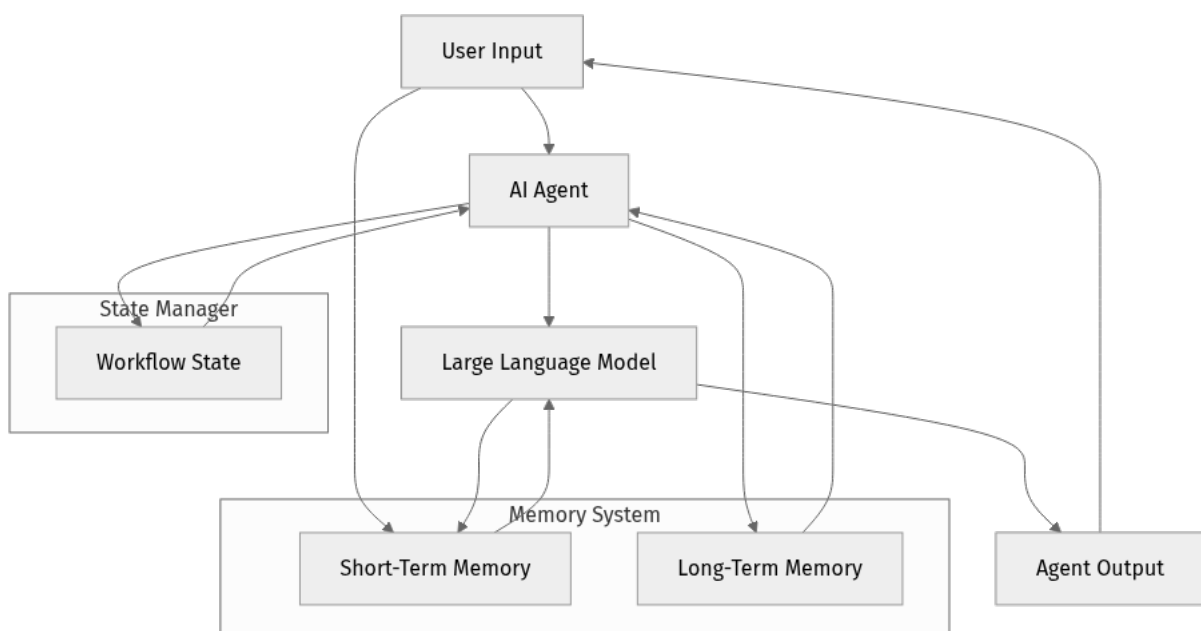 User Input
AI Agent
State Manager
Workflow State
Large Language Model
Memory System
Short-Term Memory
Long-Term Memory
Agent Output